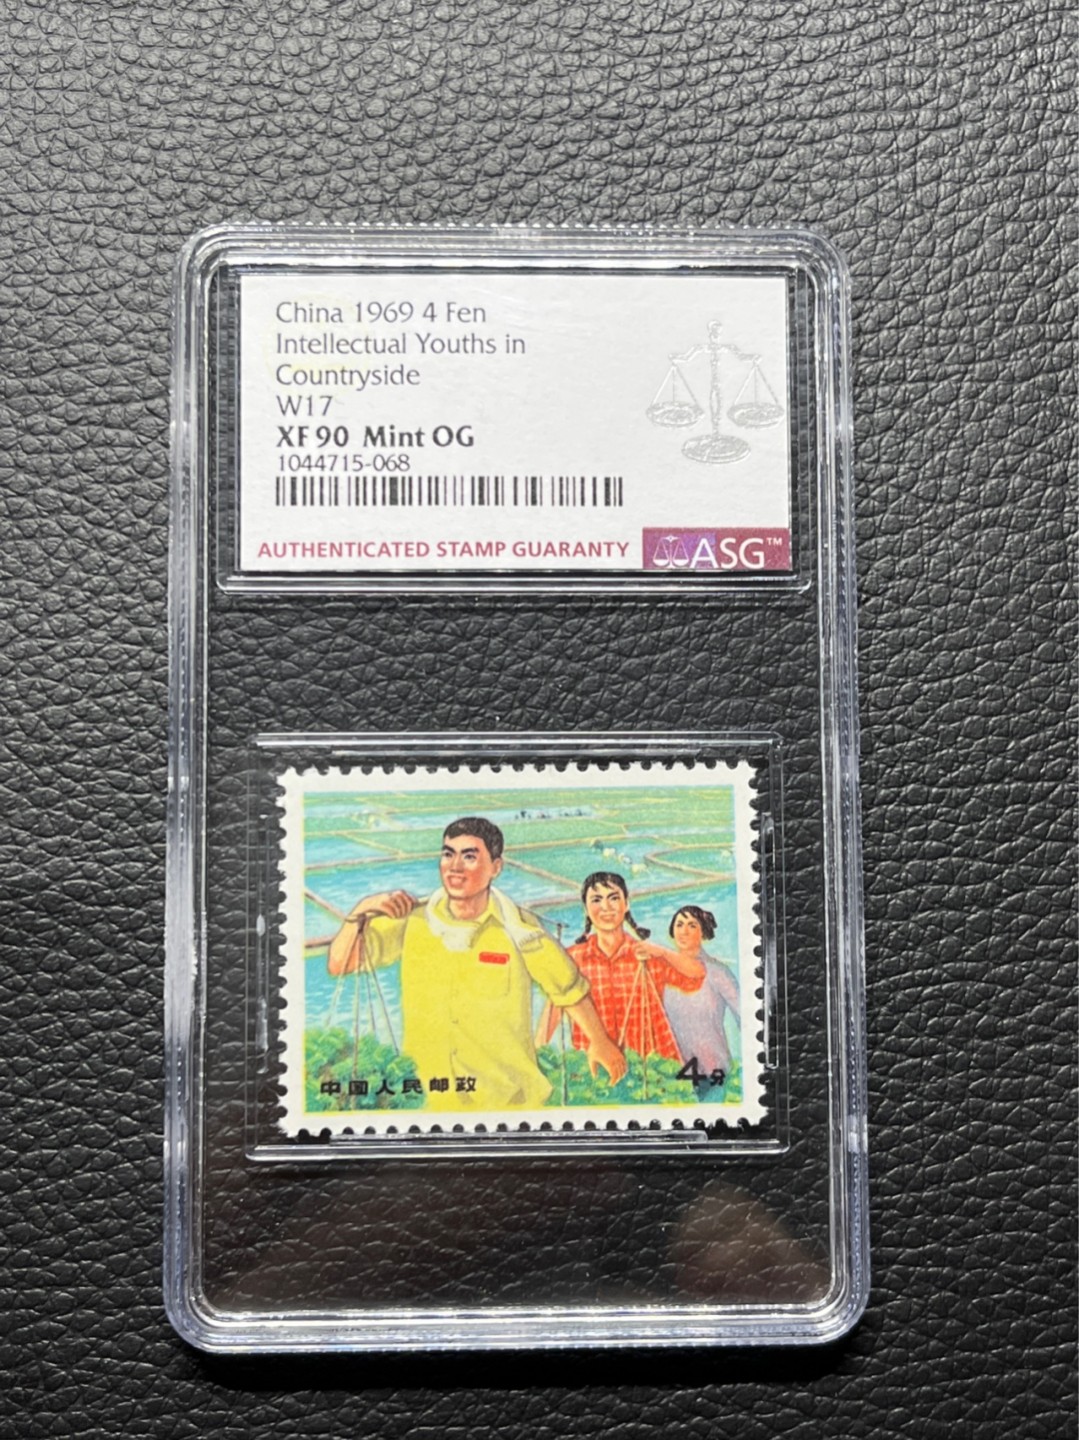 China 1969 4 Fen
Intellectual Youths in
Countryside
W17
XF 90 Mint OG
1044715-068
AUTHENTICATED STAMP GUARANTY ASG™
中国人民邮政 4分